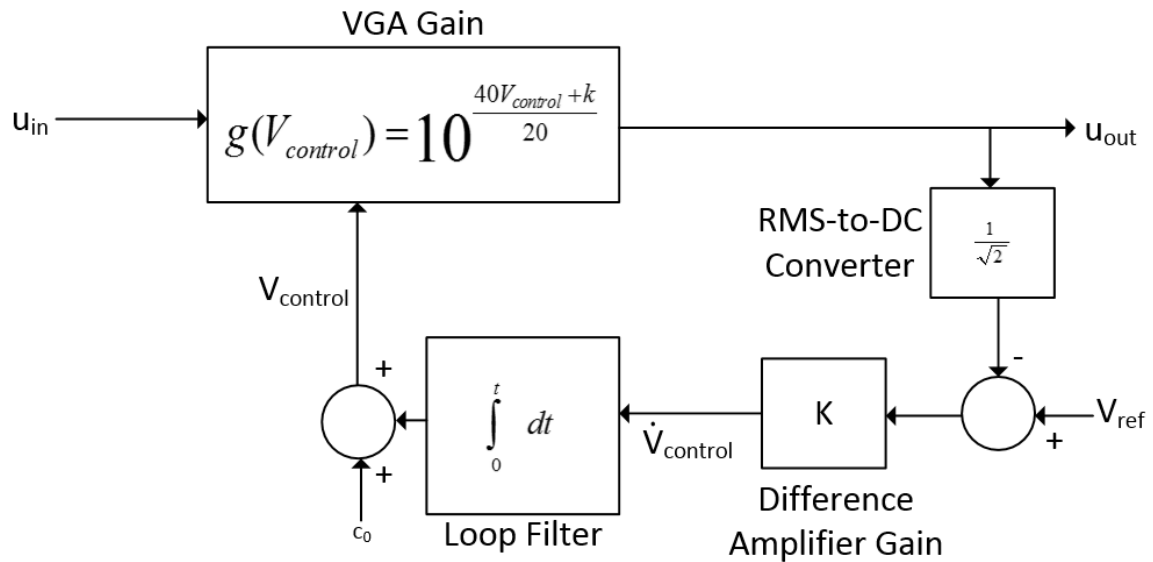 VGA Gain
u_in
g(V_control) = 10^((40V_control + k)/20)
u_out
RMS-to-DC
Converter
1/√2
V_control
+
-
∫_0^t dt
K
V_ref
+
V̇_control
+
c_0
Loop Filter
Difference
Amplifier Gain